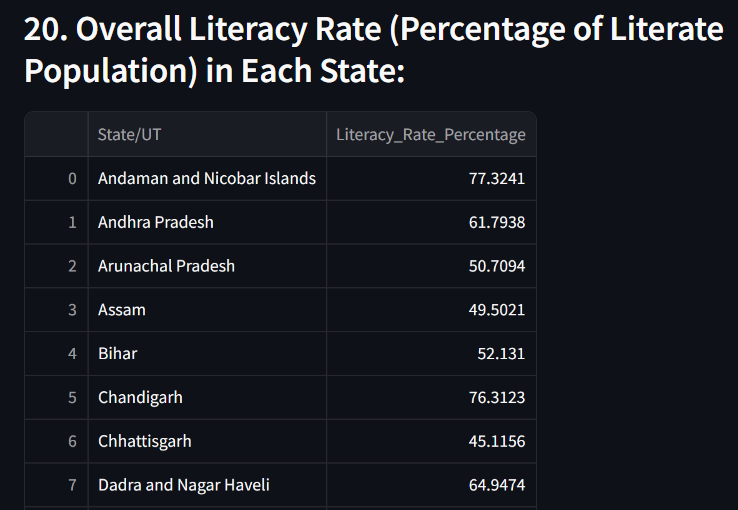 20. Overall Literacy Rate (Percentage of Literate
Population) in Each State:
State/UT Literacy_Rate_Percentage
0 Andaman and Nicobar Islands 77.3241
1 Andhra Pradesh 61.7938
2 Arunachal Pradesh 50.7094
3 Assam 49.5021
4 Bihar 52.131
5 Chandigarh 76.3123
6 Chhattisgarh 45.1156
7 Dadra and Nagar Haveli 64.9474